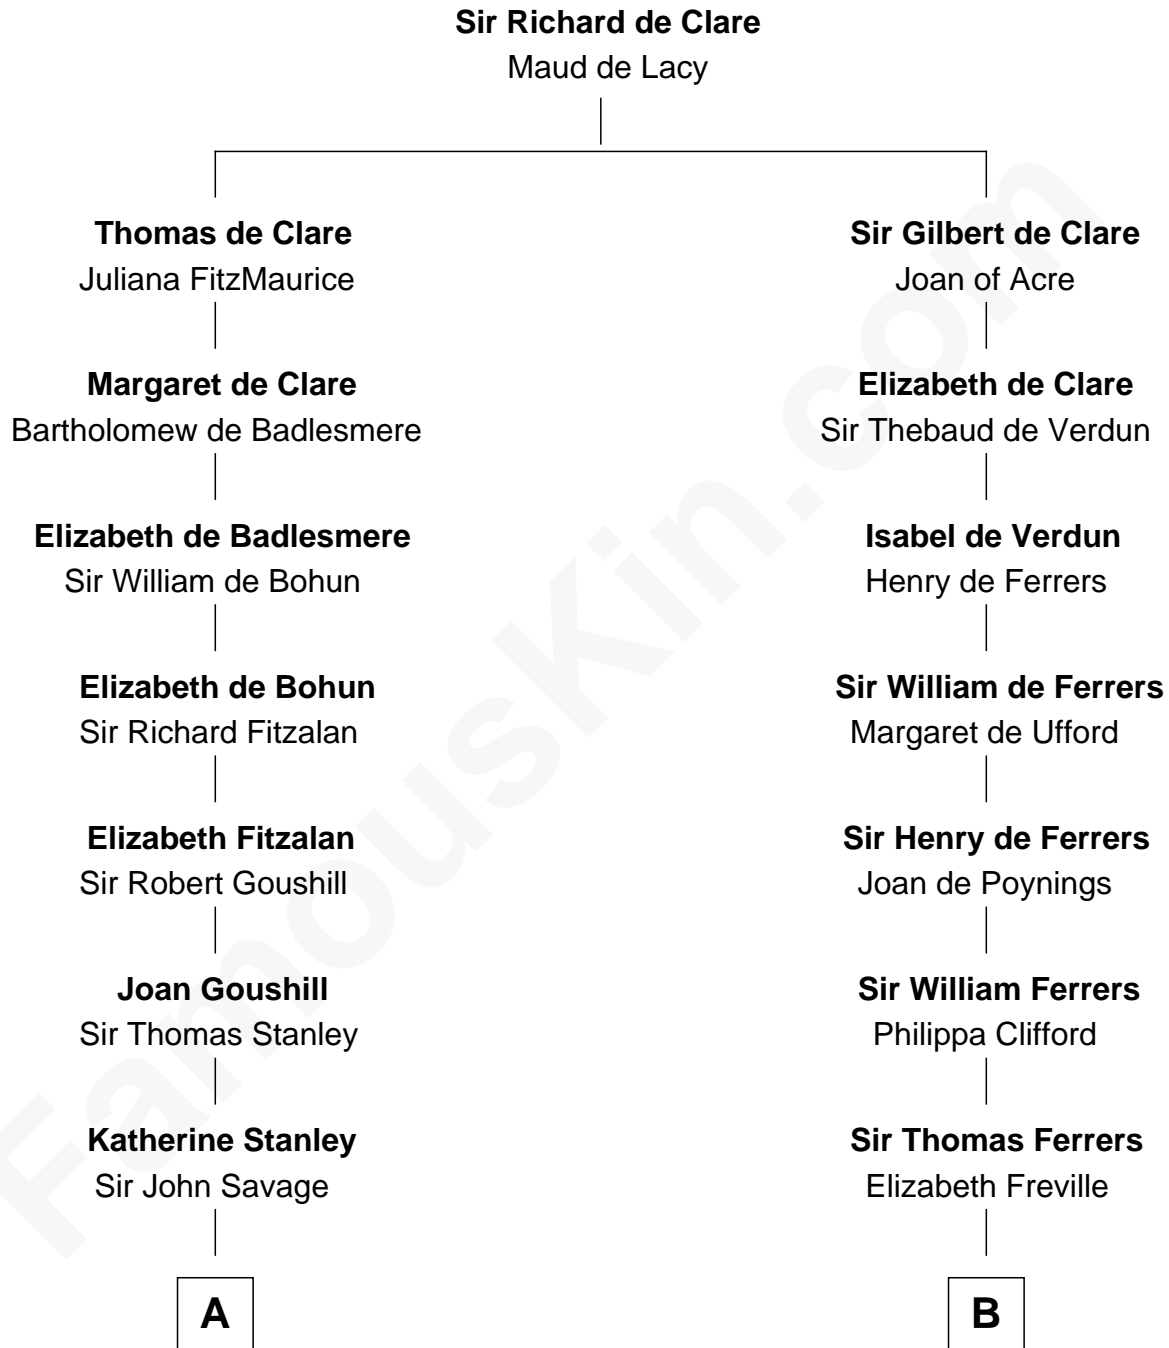 Sir Richard de Clare
Maud de Lacy
Thomas de Clare
Juliana FitzMaurice
Margaret de Clare
Bartholomew de Badlesmere
Elizabeth de Badlesmere
Sir William de Bohun
Elizabeth de Bohun
Sir Richard Fitzalan
Elizabeth Fitzalan
Sir Robert Goushill
Joan Goushill
Sir Thomas Stanley
Katherine Stanley
Sir John Savage
A
Sir Gilbert de Clare
Joan of Acre
Elizabeth de Clare
Sir Thebaud de Verdun
Isabel de Verdun
Henry de Ferrers
Sir William de Ferrers
Margaret de Ufford
Sir Henry de Ferrers
Joan de Poynings
Sir William Ferrers
Philippa Clifford
Sir Thomas Ferrers
Elizabeth Freville
B
FamousKin.com